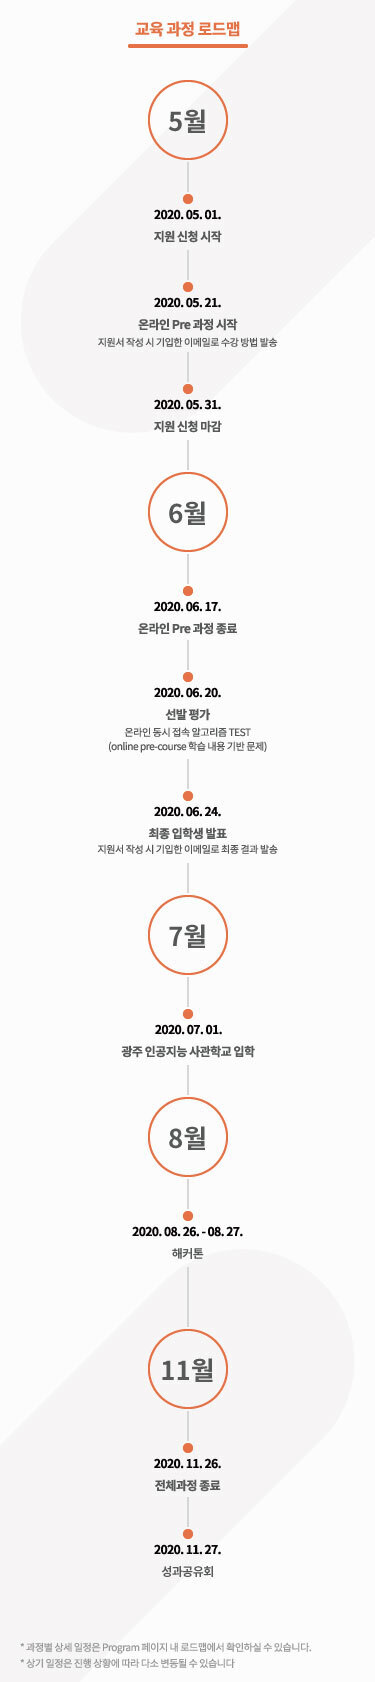 교육 과정 로드맵
5월
2020. 05. 01.
지원 신청 시작
2020. 05. 21.
온라인 Pre 과정 시작
지원서 작성 시 기입한 이메일로 수강 방법 발송
2020. 05. 31.
지원 신청 마감
6월
2020. 06. 17.
온라인 Pre 과정 종료
2020. 06. 20.
선발 평가
온라인 동시 접속 알고리즘 TEST
(online pre-course 학습 내용 기반 문제)
2020. 06. 24.
최종 입학생 발표
지원서 작성 시 기입한 이메일로 최종 결과 발송
7월
2020. 07. 01.
광주 인공지능 사관학교 입학
8월
2020. 08. 26. - 08. 27.
해커톤
11월
2020. 11. 26.
전체과정 종료
2020. 11. 27.
성과공유회
* 과정별 상세 일정은 Program 페이지 내 로드맵에서 확인하실 수 있습니다.
* 상기 일정은 진행 상황에 따라 다소 변동될 수 있습니다